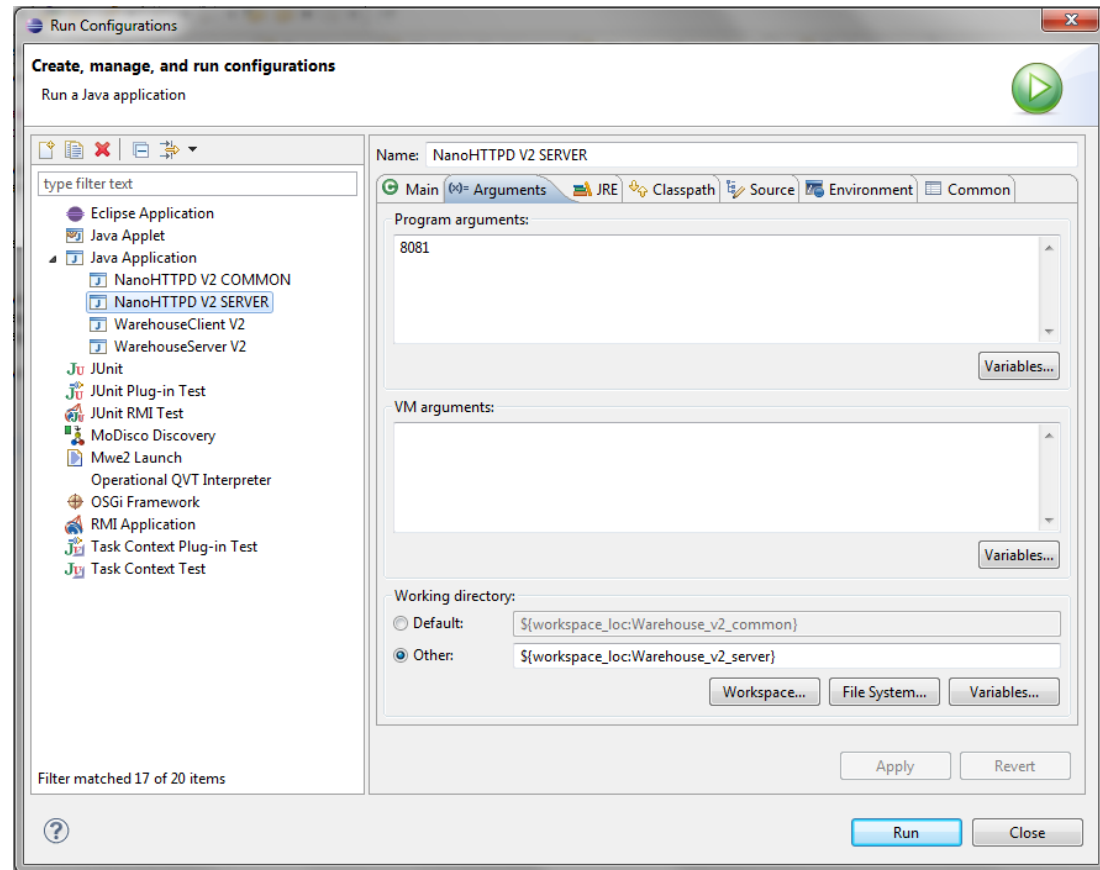 Run Configurations
x
Create, manage, and run configurations
Run a Java application
type filter text
Eclipse Application
Java Applet
Java Application
NanoHTTPD V2 COMMON
NanoHTTPD V2 SERVER
WarehouseClient V2
WarehouseServer V2
JUnit
JUnit Plug-in Test
JUnit RMI Test
MoDisco Discovery
Mwe2 Launch
Operational QVT Interpreter
OSGi Framework
RMI Application
Task Context Plug-in Test
Task Context Test
Filter matched 17 of 20 items
Name: NanoHTTPD V2 SERVER
Main (x)= Arguments JRE Classpath Source Environment Common
Program arguments:
8081
Variables...
VM arguments:
Variables...
Working directory:
Default: ${workspace_loc:Warehouse_v2_common}
Other: ${workspace_loc:Warehouse_v2_server}
Workspace... File System... Variables...
Apply Revert
? Run Close